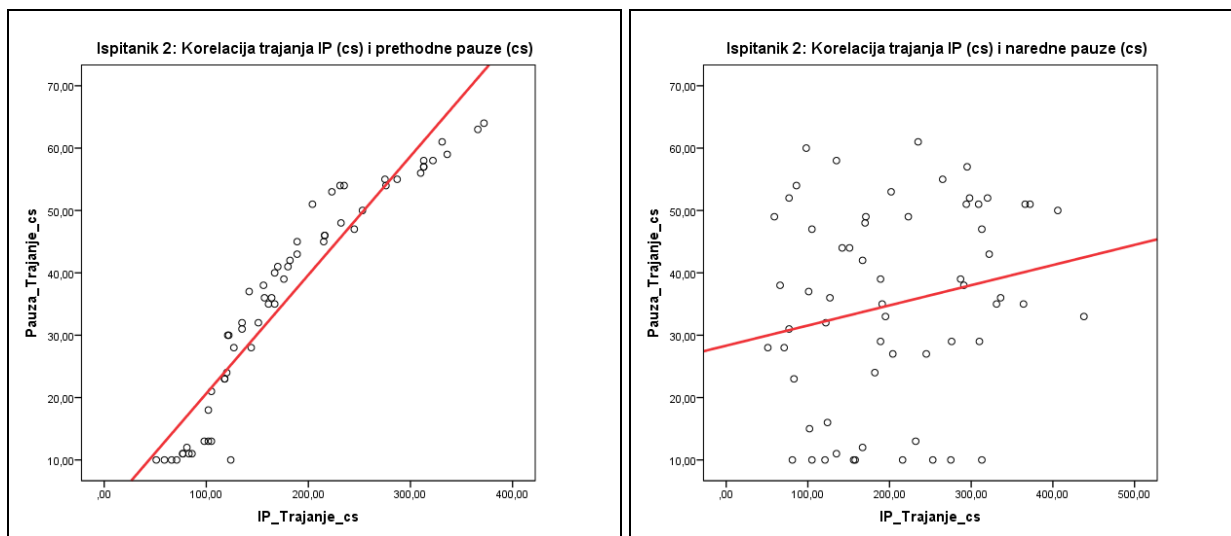 Ispitanik 2: Korelacija trajanja IP (cs) i prethodne pauze (cs)
Pauza_Trajanje_cs
70,00
60,00
50,00
40,00
30,00
20,00
10,00
,00 100,00 200,00 300,00 400,00
IP_Trajanje_cs
Ispitanik 2: Korelacija trajanja IP (cs) i naredne pauze (cs)
Pauza_Trajanje_cs
70,00
60,00
50,00
40,00
30,00
20,00
10,00
,00 100,00 200,00 300,00 400,00 500,00
IP_Trajanje_cs